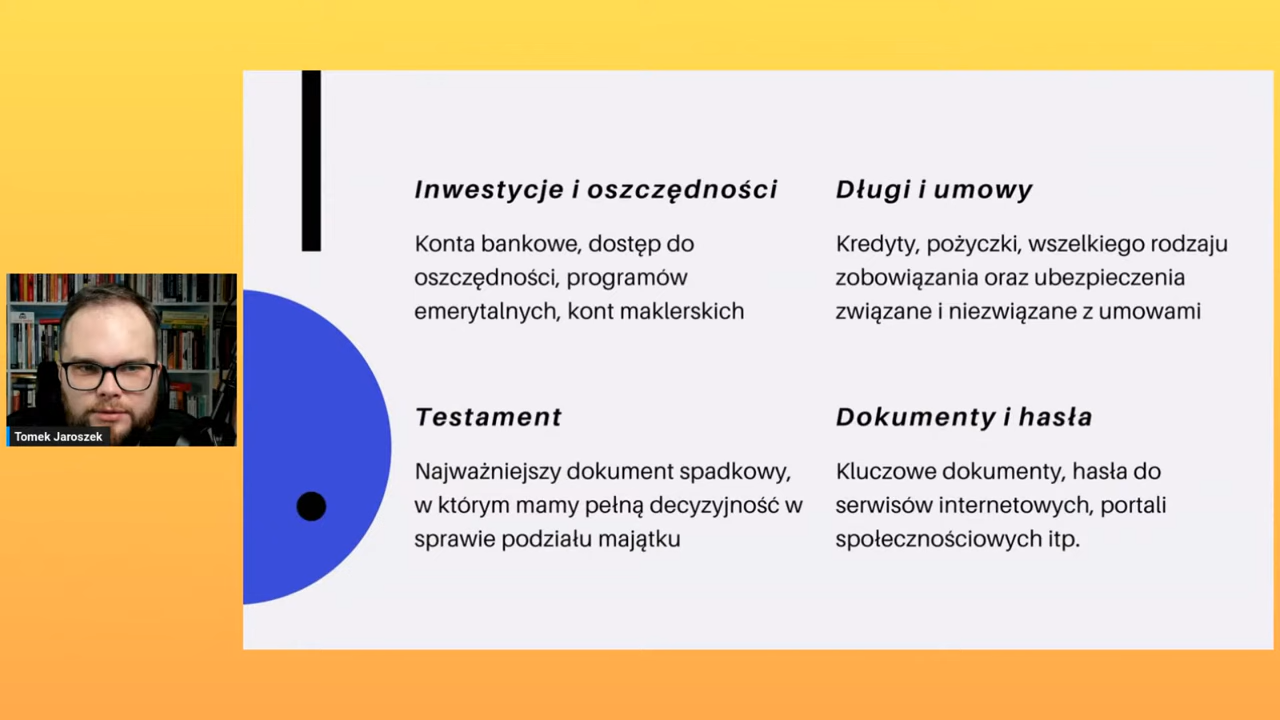 Inwestycje i oszczędności
Konta bankowe, dostęp do
oszczędności, programów
emerytalnych, kont maklerskich
Długi i umowy
Kredyty, pożyczki, wszelkiego rodzaju
zobowiązania oraz ubezpieczenia
związane i niezwiązane z umowami
Testament
Najważniejszy dokument spadkowy,
w którym mamy pełną decyzyjność w
sprawie podziału majątku
Dokumenty i hasła
Kluczowe dokumenty, hasła do
serwisów internetowych, portali
społecznościowych itp.
Tomek Jaroszek